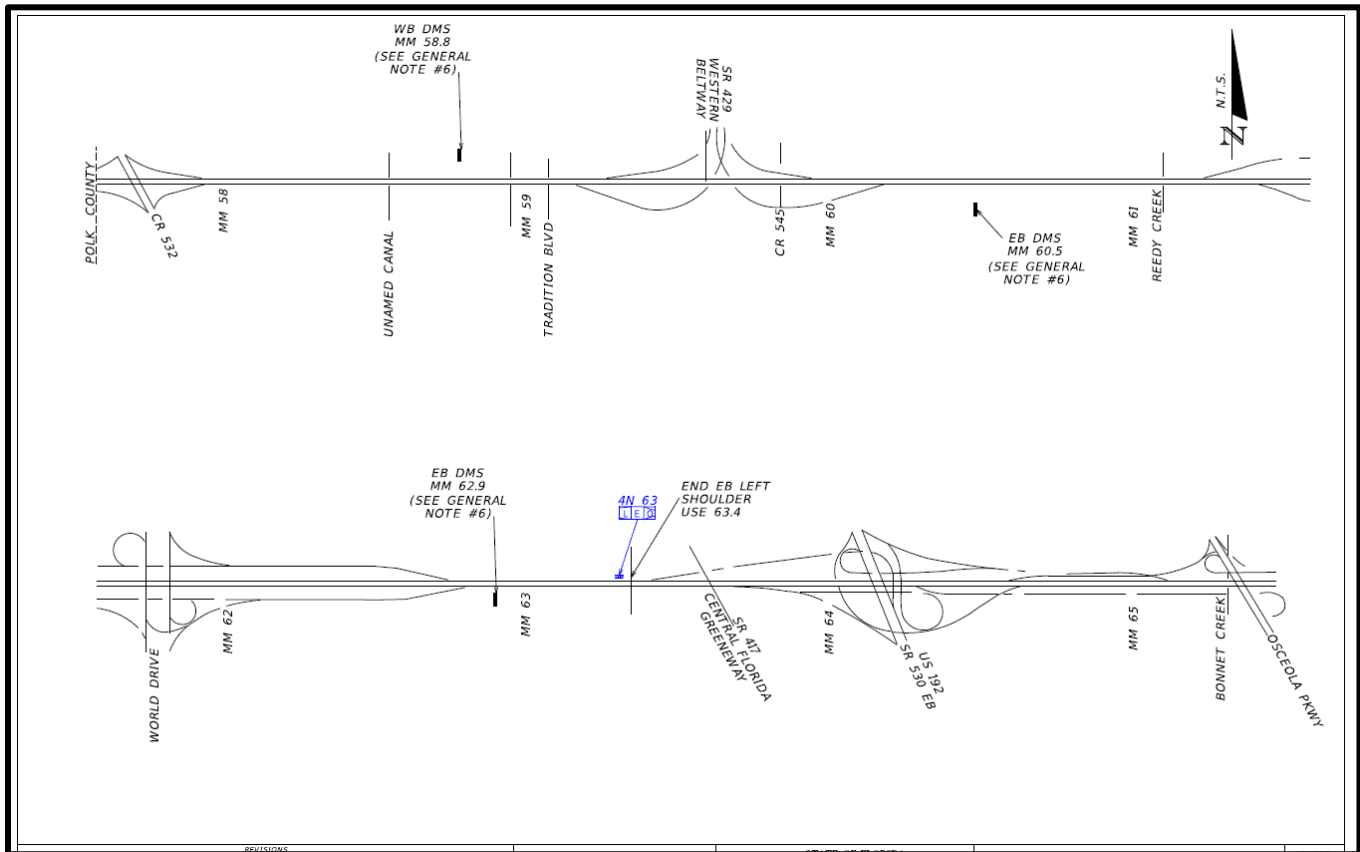 WB DMS
MM 58.8
(SEE GENERAL
NOTE #6)
SR 429
WESTERN
BELTWAY
N.T.S.
N
POLK COUNTY
CR 532
MM 58
UNAMED CANAL
MM 59
TRADITION BLVD
CR 545
MM 60
EB DMS
MM 60.5
(SEE GENERAL
NOTE #6)
MM 61
REEDY CREEK
EB DMS
MM 62.9
(SEE GENERAL
NOTE #6)
4N 63
L E O
END EB LEFT
SHOULDER
USE 63.4
WORLD DRIVE
MM 62
MM 63
SR 417
CENTRAL FLORIDA
GREENEWAY
MM 64
US 192
SR 530 EB
MM 65
BONNET CREEK
OSCEOLA PKWY
REVISIONS
STATE OF FLORIDA